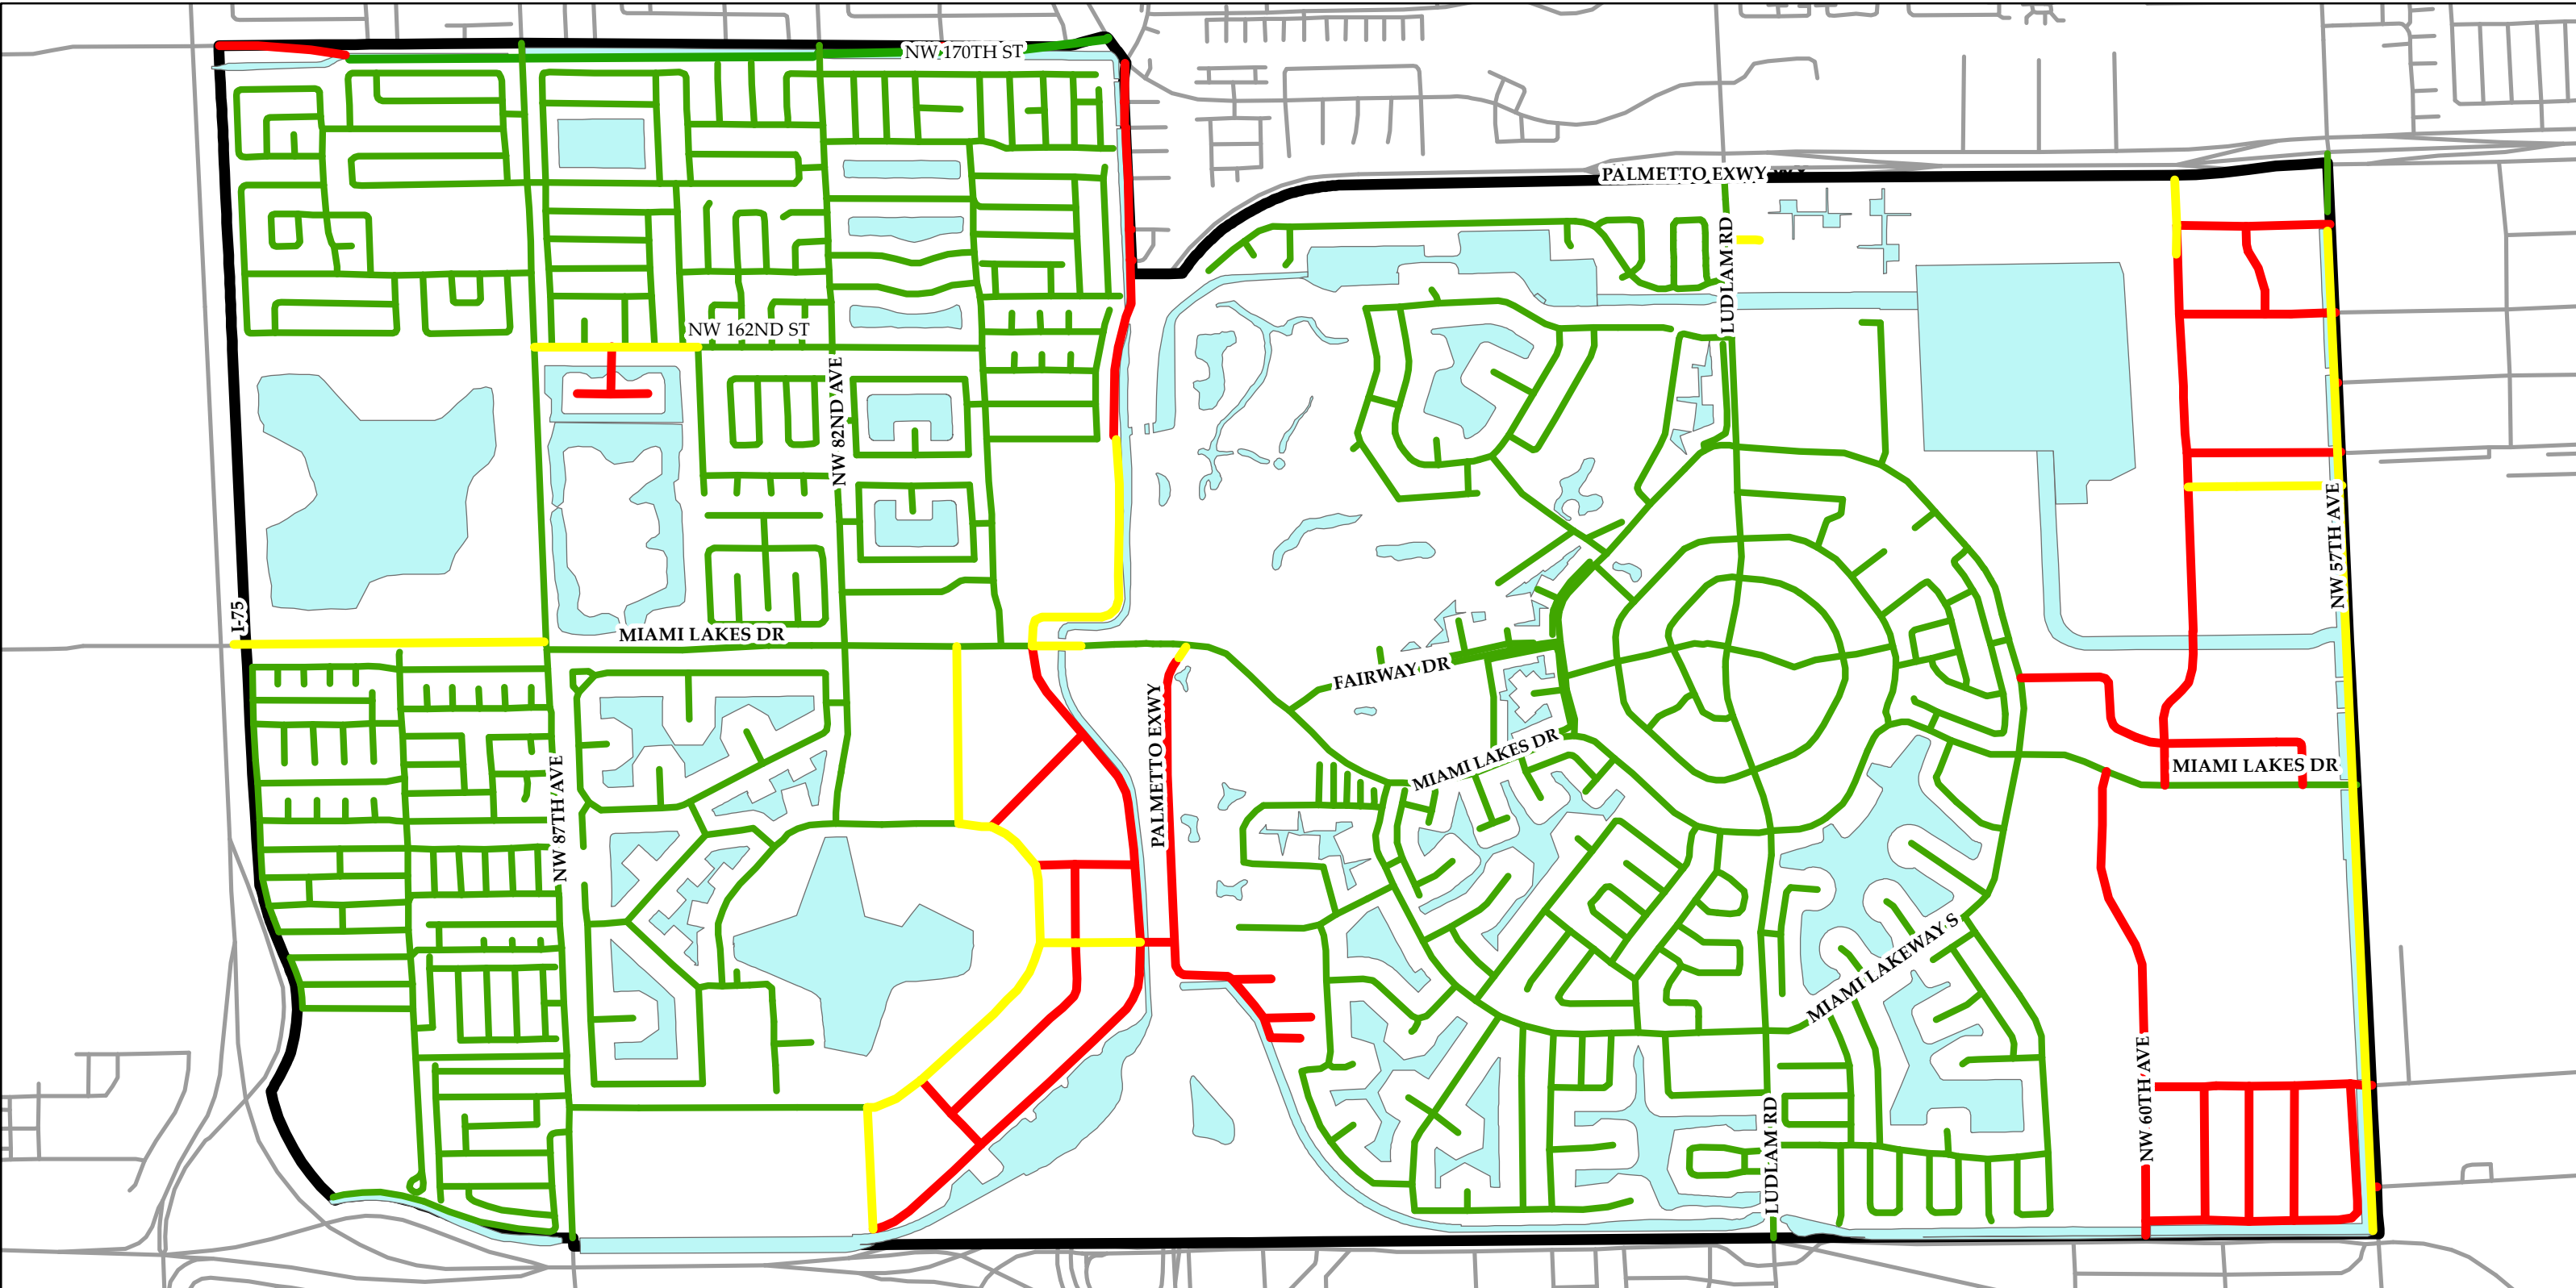 NW 170TH ST
PALMETTO EXWY
LUDLAM RD
NW 162ND ST
NW 82ND AVE
NW 57TH AVE
I-75
MIAMI LAKES DR
FAIRWAY DR
PALMETTO EXWY
MIAMI LAKES DR
MIAMI LAKES DR
NW 87TH AVE
MIAMI LAKEWAY S
NW 60TH AVE
LUDLAM RD